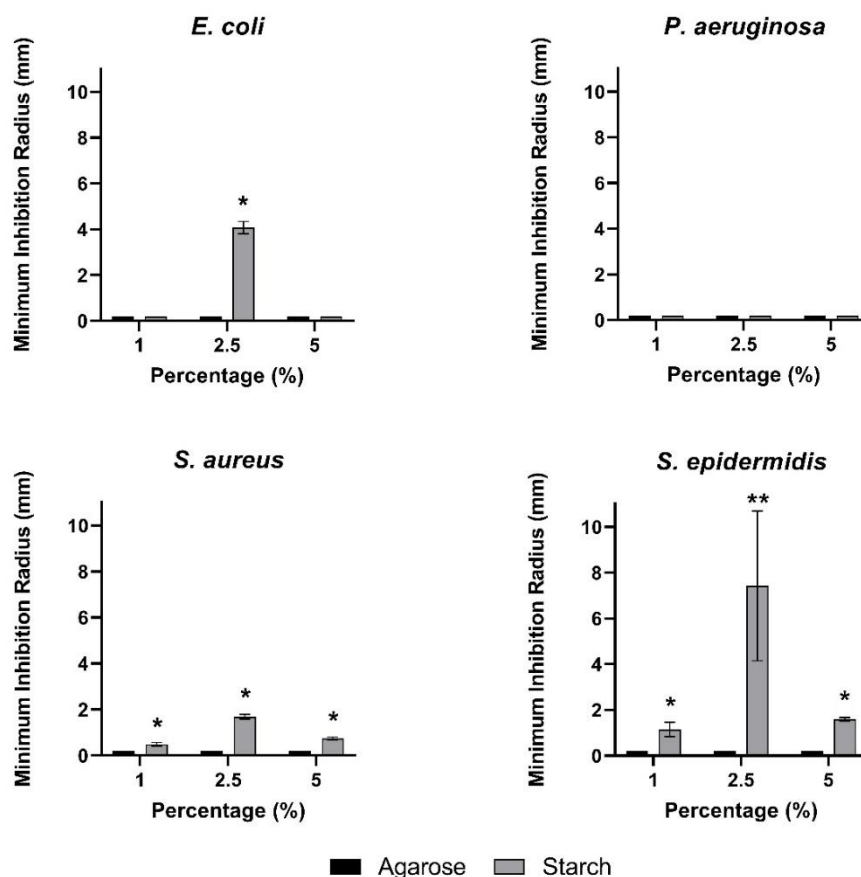 E. coli
Minimum Inhibition Radius (mm)
10
8
6
4
2
0
*
1 2.5 5
Percentage (%)
P. aeruginosa
Minimum Inhibition Radius (mm)
10
8
6
4
2
0
1 2.5 5
Percentage (%)
S. aureus
Minimum Inhibition Radius (mm)
10
8
6
4
2
0
* * *
1 2.5 5
Percentage (%)
S. epidermidis
Minimum Inhibition Radius (mm)
10
8
6
4
2
0
* ** *
1 2.5 5
Percentage (%)
Agarose Starch